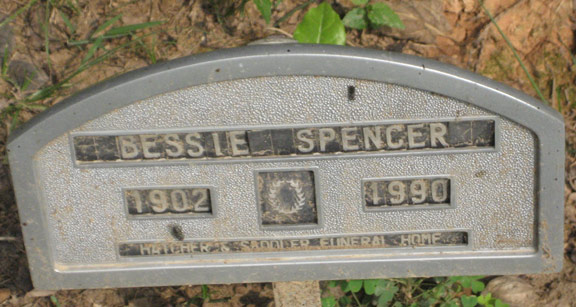 BESSIE SPENCER
1902 1990
HATCHER & SADDLER FUNERAL HOME